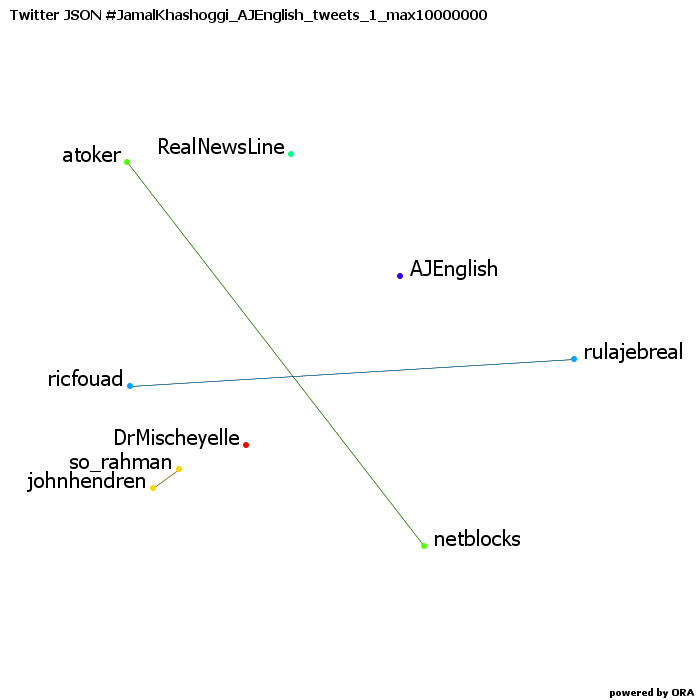 Twitter JSON #JamalKhashoggi_AJEnglish_tweets_1_max10000000
RealNewsLine
atoker
AJEnglish
rulajebreal
ricfouad
DrMischeyelle
so_rahman
johnhendren
netblocks
powered by ORA